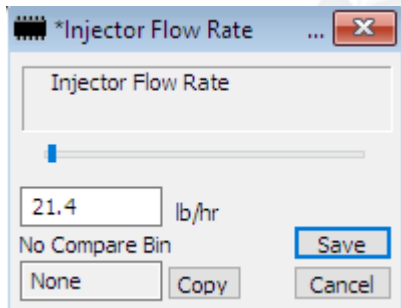 *Injector Flow Rate ...
Injector Flow Rate
21.4 lb/hr
No Compare Bin Save
None Copy Cancel